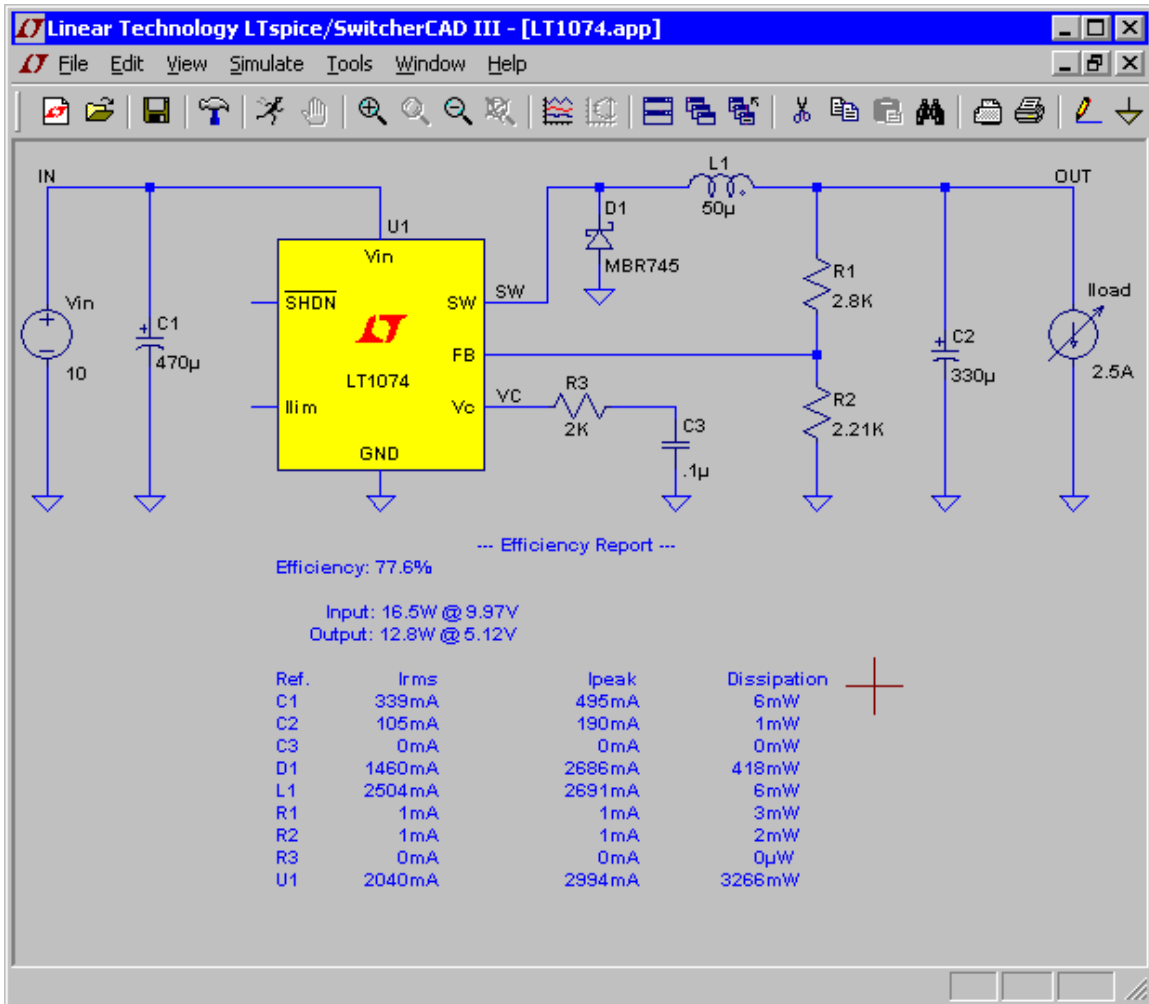 Linear Technology LTspice/SwitcherCAD III - [LT1074.app]
File Edit View Simulate Tools Window Help
IN
L1
OUT
U1
D1
50µ
Vin
MBR745
R1
Iload
Vin
SHDN
SW
SW
2.8K
+ C1
LT
FB
+ C2
10
470µ
LT1074
R3
330µ
2.5A
Ilim
Vc
VC
R2
2K
C3
2.21K
GND
.1µ
--- Efficiency Report ---
Efficiency: 77.6%
Input: 16.5W @ 9.97V
Output: 12.8W @ 5.12V
Ref. Irms Ipeak Dissipation
C1 339mA 495mA 6mW
C2 105mA 190mA 1mW
C3 0mA 0mA 0mW
D1 1460mA 2686mA 418mW
L1 2504mA 2691mA 6mW
R1 1mA 1mA 3mW
R2 1mA 1mA 2mW
R3 0mA 0mA 0µW
U1 2040mA 2994mA 3266mW